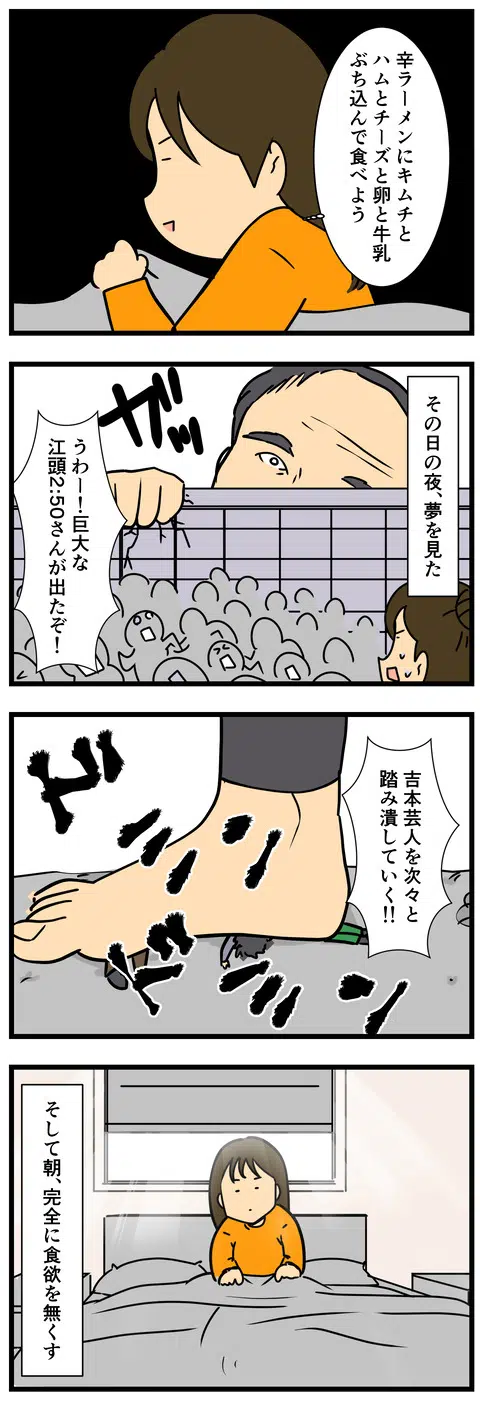 辛ラーメンにキムチと
ハムとチーズと卵と牛乳
ぶち込んで食べよう
その日の夜、夢を見た
ガッ
うわー！巨大な
江頭2:50さんが出たぞ！
吉本芸人を次々と
踏み潰していく!!
ズシン
ドシン
そして朝、完全に食欲を無くす